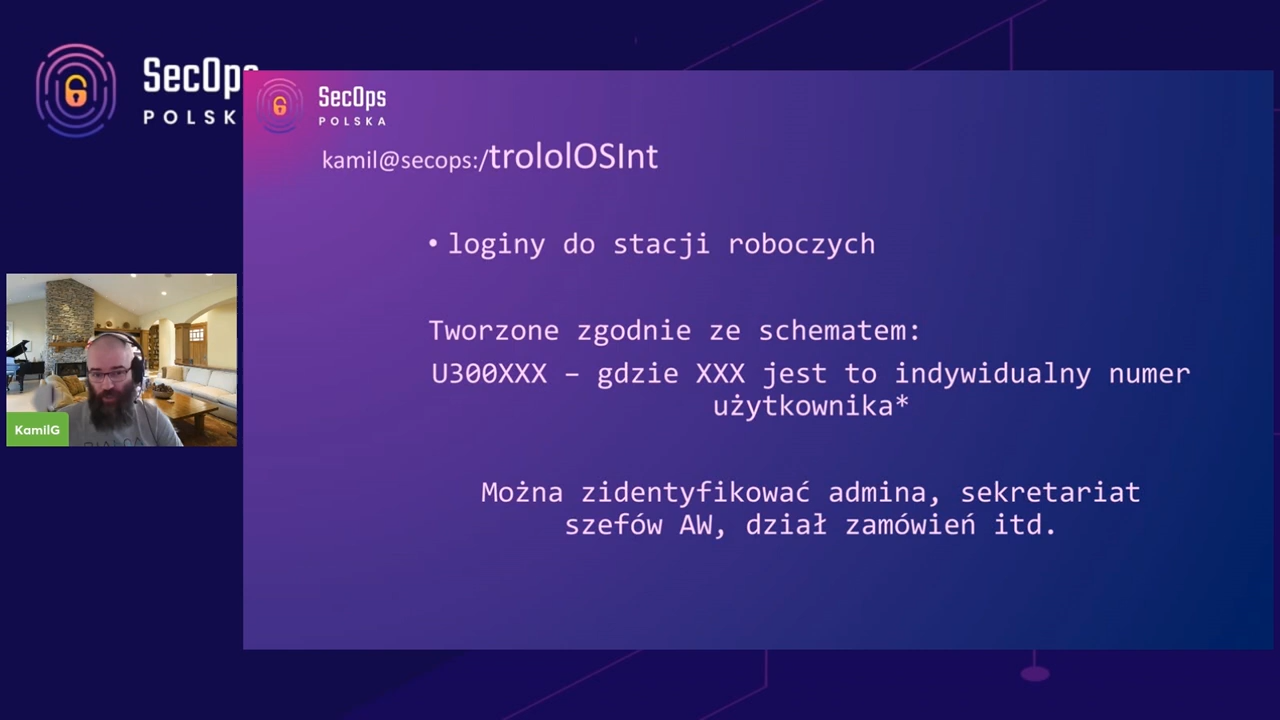 SecOps
POLSK
SecOps
POLSKA
kamil@secops:/trololOSInt
• loginy do stacji roboczych
Tworzone zgodnie ze schematem:
U300XXX – gdzie XXX jest to indywidualny numer
użytkownika*
Można zidentyfikować admina, sekretariat
szefów AW, dział zamówień itd.
KamilG